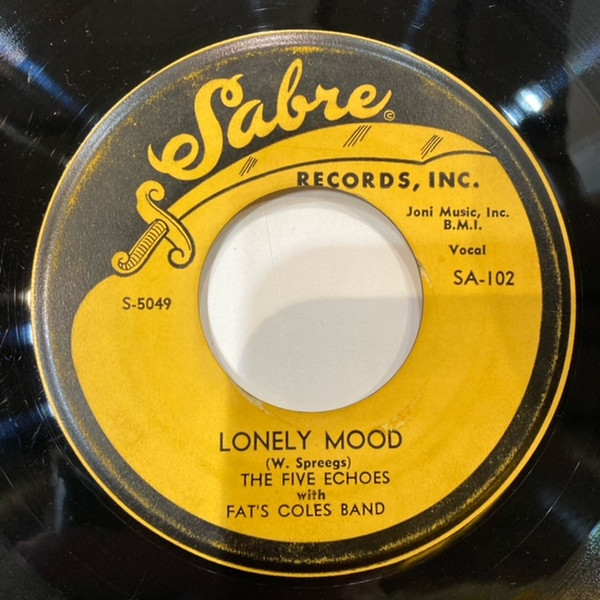 Sabre ©
RECORDS, INC.
Joni Music, Inc.
B.M.I.
Vocal
SA-102
S-5049
LONELY MOOD
(W. Spreegs)
THE FIVE ECHOES
with
FAT'S COLES BAND